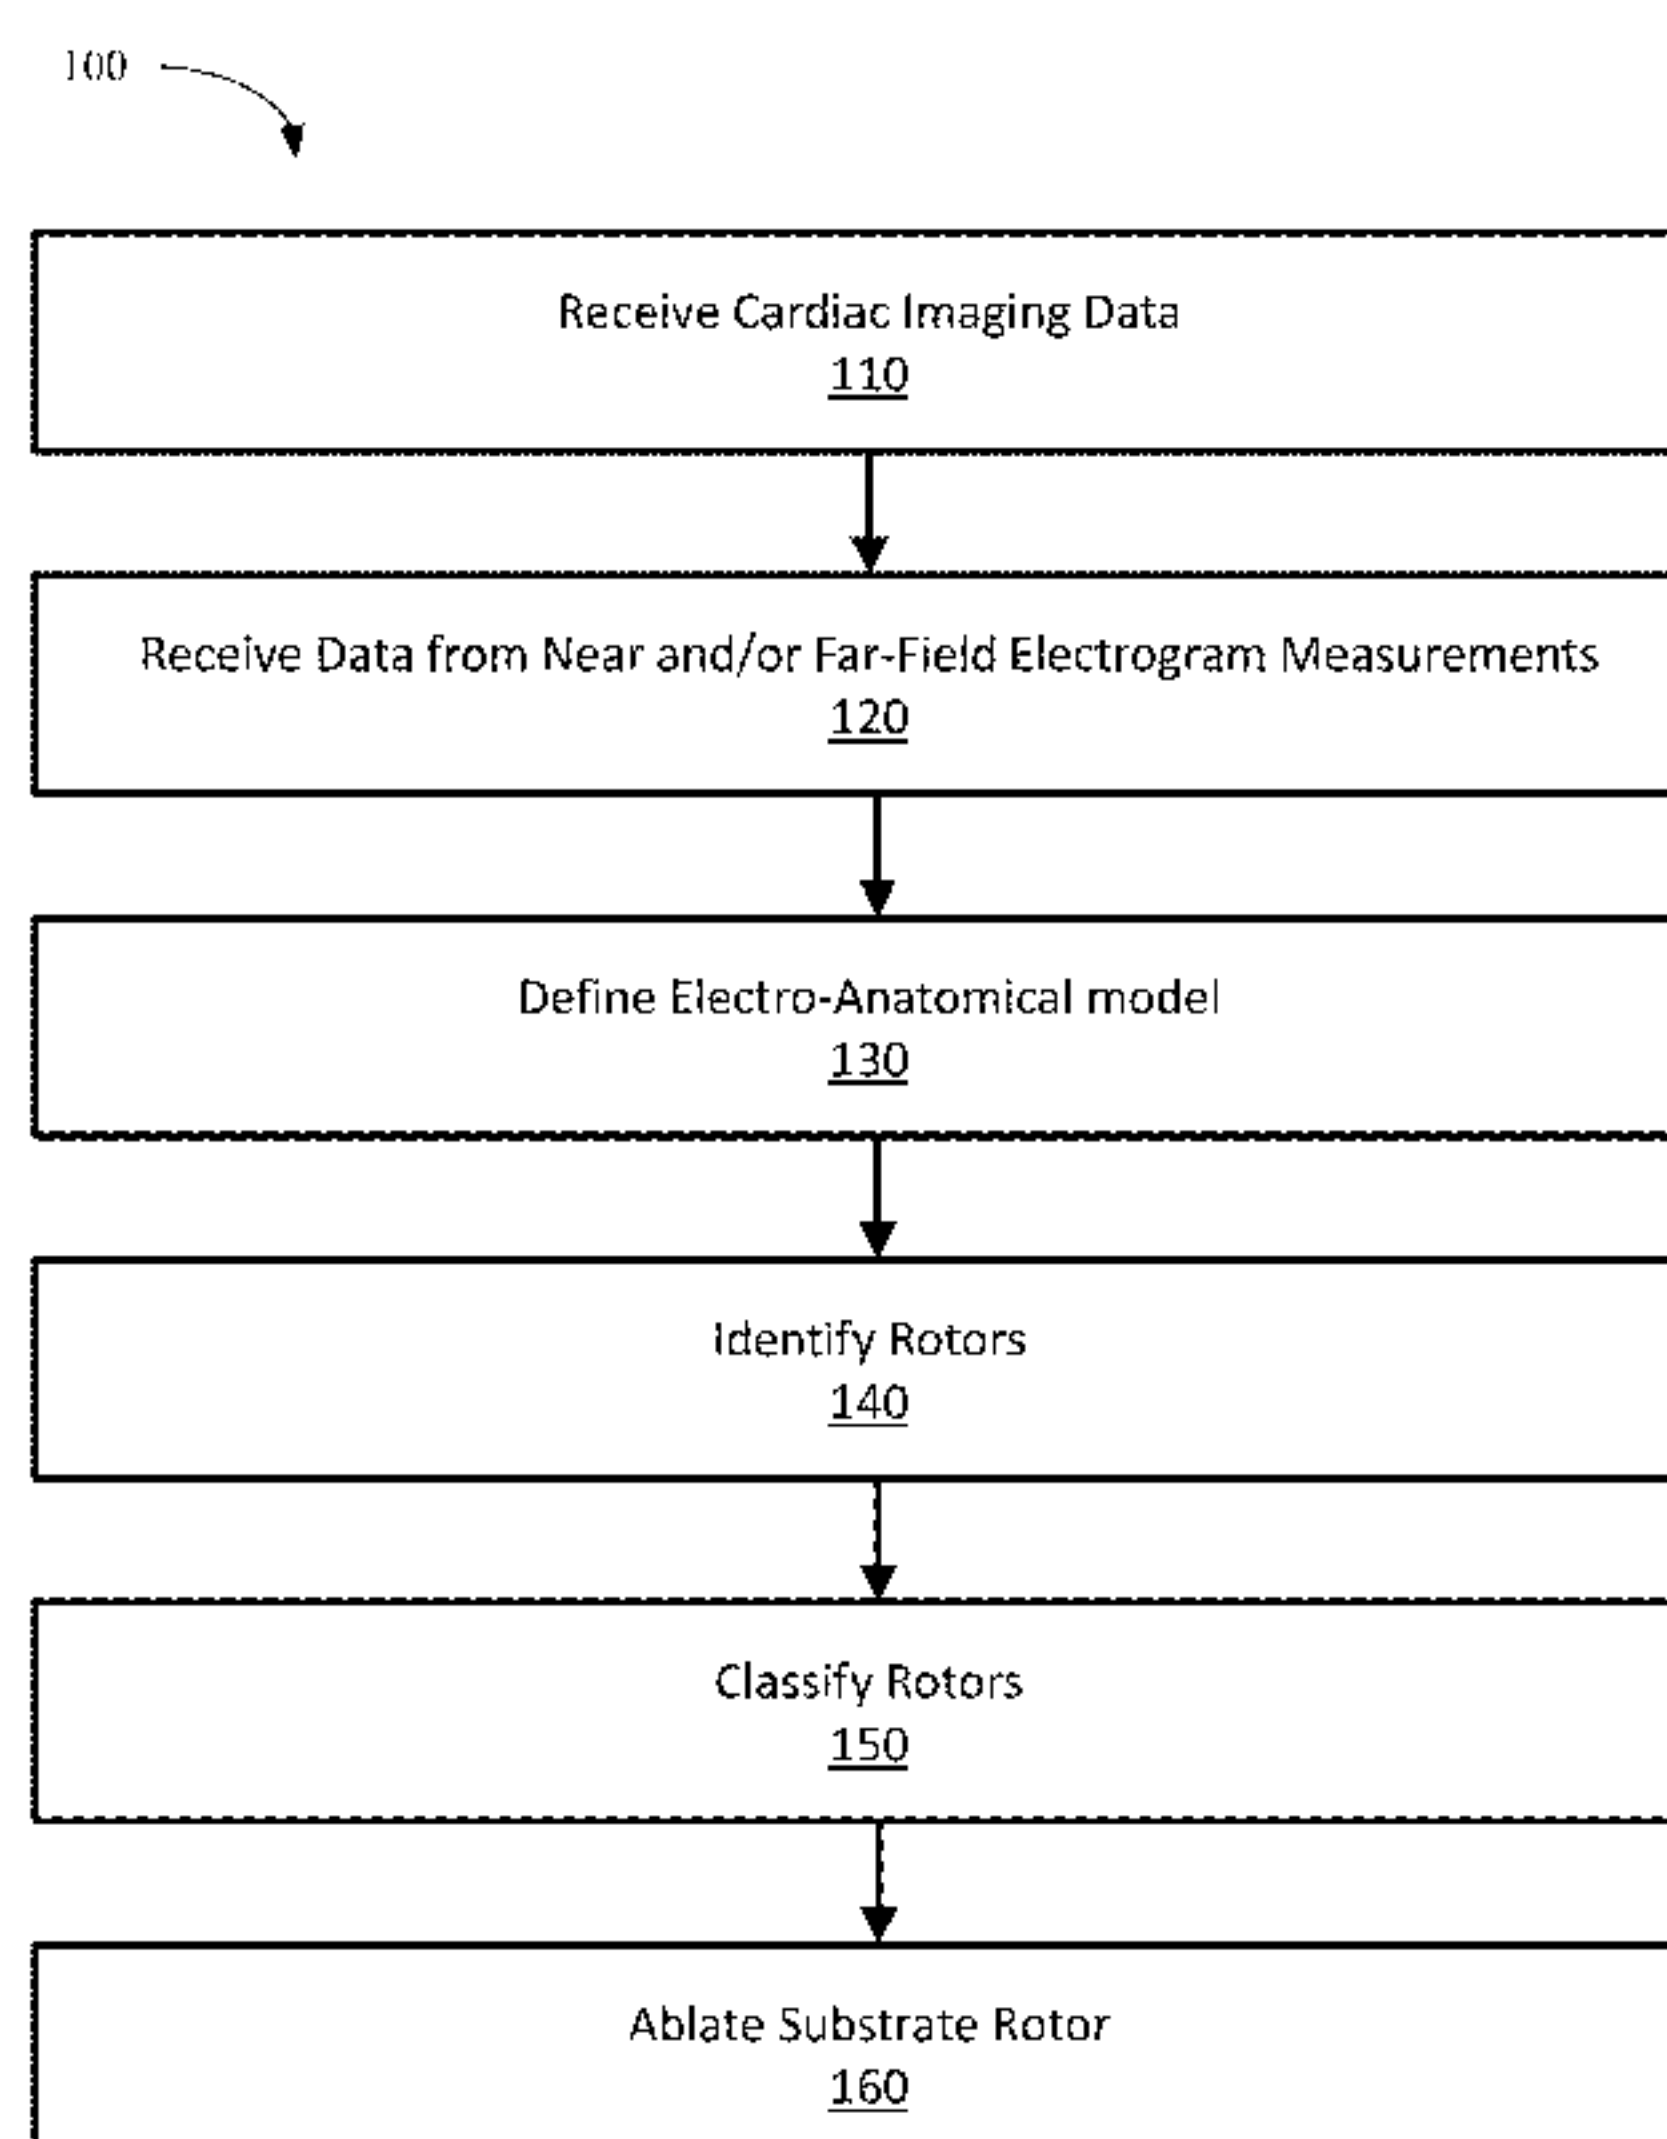 100
Receive Cardiac Imaging Data
110
Receive Data from Near and/or Far-Field Electrogram Measurements
120
Define Electro-Anatomical model
130
Identify Rotors
140
Classify Rotors
150
Ablate Substrate Rotor
160